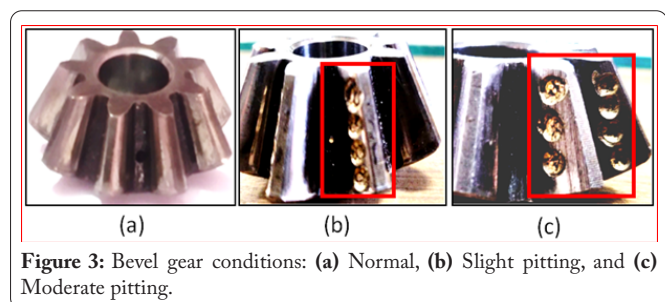 (a) (b) (c)
Figure 3: Bevel gear conditions: (a) Normal, (b) Slight pitting, and (c)
Moderate pitting.